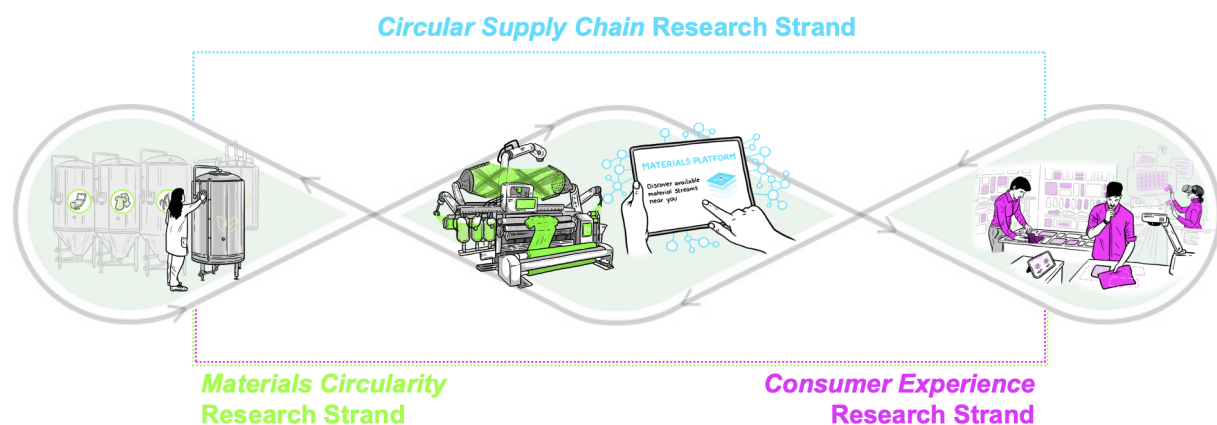 Circular Supply Chain Research Strand
MATERIALS PLATFORM
Discover available
material streams
near you
Materials Circularity
Research Strand
Consumer Experience
Research Strand